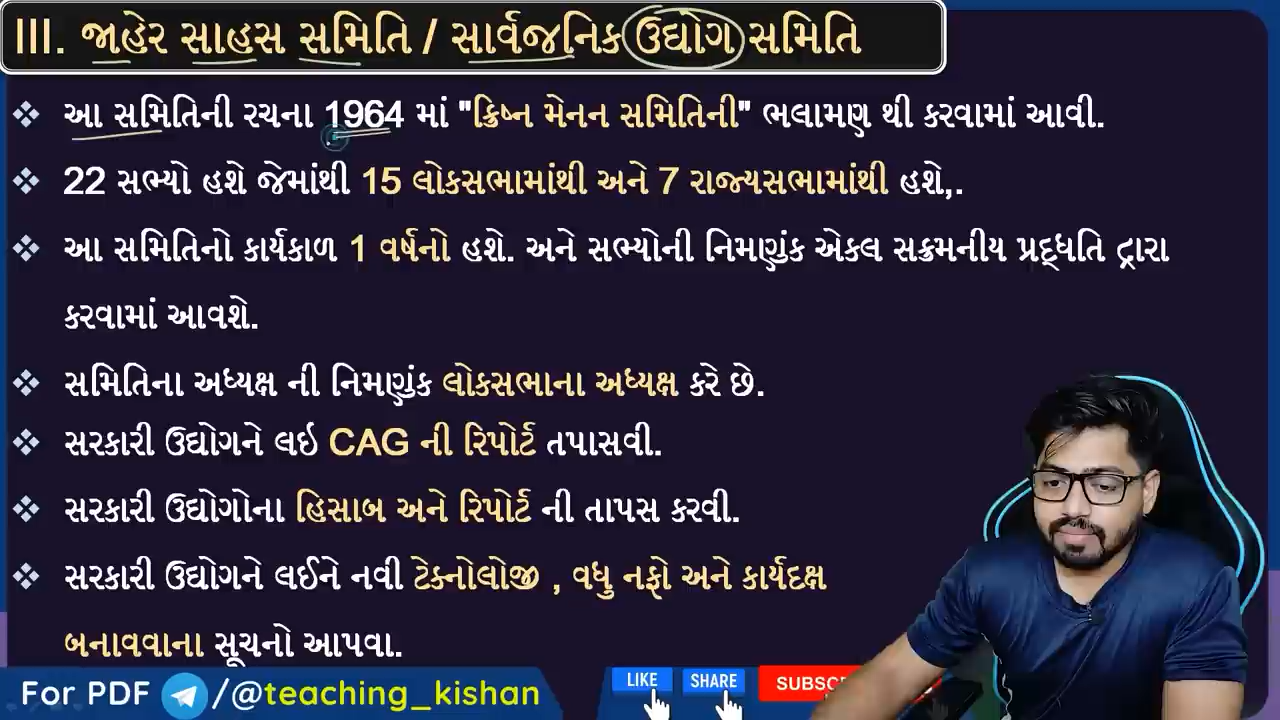 III. જાહેર સાહસ સમિતિ / સાર્વજનિક ઉદ્યોગ સમિતિ
❖ આ સમિતિની રચના 1964 માં "ક્રિષ્ન મેનન સમિતિની" ભલામણ થી કરવામાં આવી.
❖ 22 સભ્યો હશે જેમાંથી 15 લોકસભામાંથી અને 7 રાજ્યસભામાંથી હશે,.
❖ આ સમિતિનો કાર્યકાળ 1 વર્ષનો હશે. અને સભ્યોની નિમણુંક એકલ સક્રમનીય પ્રદ્ધતિ દ્વારા
કરવામાં આવશે.
❖ સમિતિના અધ્યક્ષ ની નિમણુંક લોકસભાના અધ્યક્ષ કરે છે.
❖ સરકારી ઉદ્યોગને લઇ CAG ની રિપોર્ટ તપાસવી.
❖ સરકારી ઉદ્યોગોના હિસાબ અને રિપોર્ટ ની તાપસ કરવી.
❖ સરકારી ઉદ્યોગને લઈને નવી ટેક્નોલોજી , વધુ નફો અને કાર્યદક્ષ
બનાવવાના સૂચનો આપવા.
For PDF /@teaching_kishan LIKE SHARE